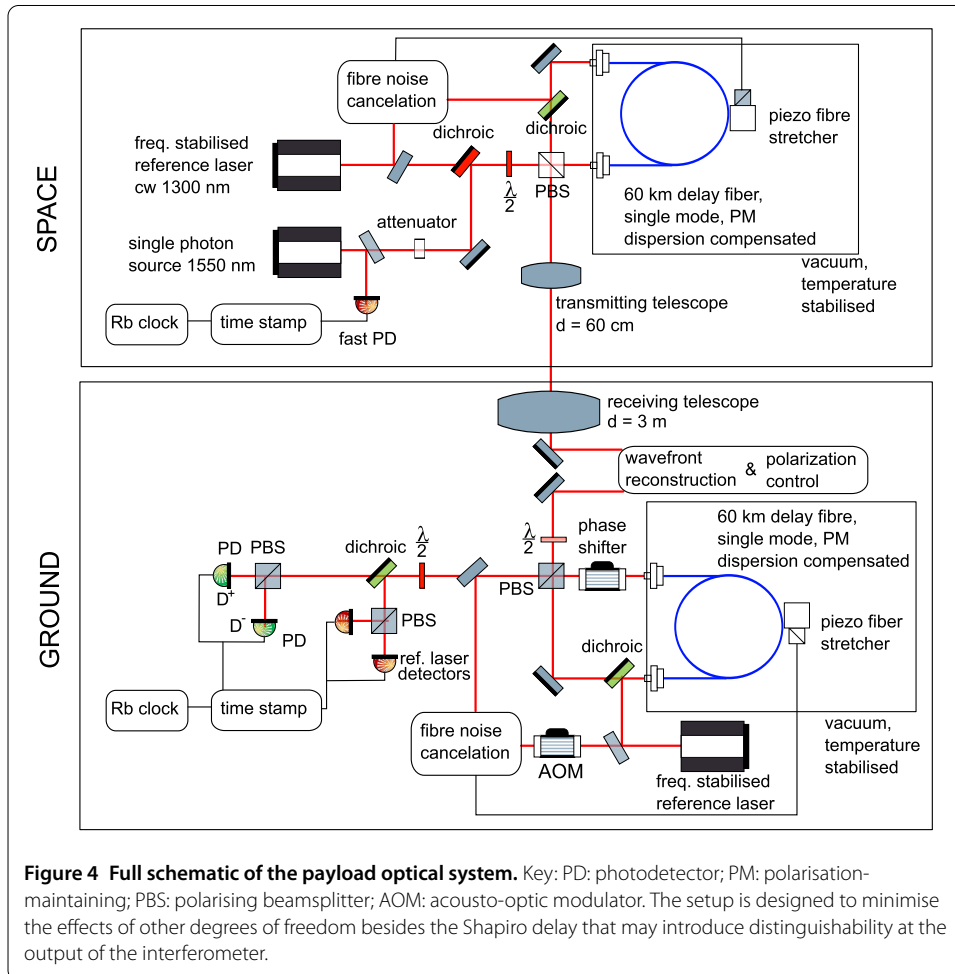 SPACE
fibre noise
cancelation
freq. stabilised
reference laser
cw 1300 nm
dichroic
dichroic
piezo fibre
stretcher
λ
2
PBS
60 km delay fiber,
single mode, PM
dispersion compensated
attenuator
single photon
source 1550 nm
vacuum,
temperature
stabilised
transmitting telescope
d = 60 cm
Rb clock
time stamp
fast PD
GROUND
receiving telescope
d = 3 m
wavefront
reconstruction
&
polarization
control
λ
2
phase
shifter
60 km delay fibre,
single mode, PM
dispersion compensated
PD
PBS
dichroic
λ
2
PBS
D+
D-
PD
PBS
piezo fiber
stretcher
dichroic
ref. laser
detectors
Rb clock
time stamp
fibre noise
cancelation
AOM
vacuum,
temperature
stabilised
freq. stabilised
reference laser
Figure 4 Full schematic of the payload optical system. Key: PD: photodetector; PM: polarisation-
maintaining; PBS: polarising beamsplitter; AOM: acousto-optic modulator. The setup is designed to minimise
the effects of other degrees of freedom besides the Shapiro delay that may introduce distinguishability at the
output of the interferometer.